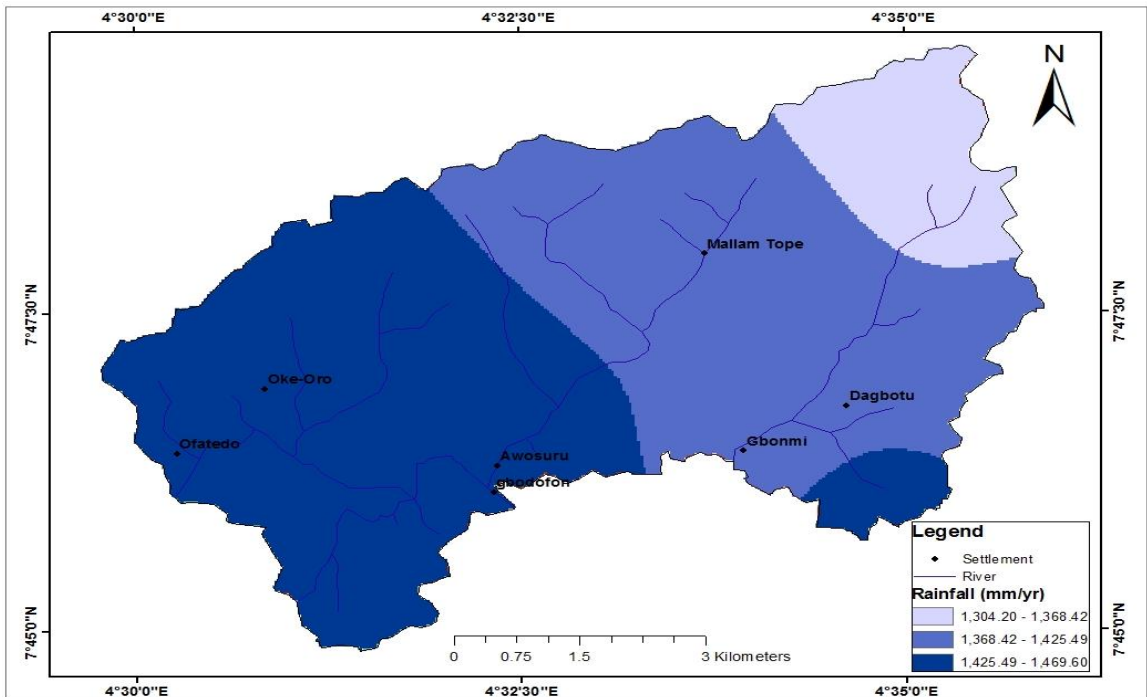 4°30'0"E 4°32'30"E 4°35'0"E
N
Mallam Tope
7°47'30"N 7°47'30"N
Oke-Oro
Dagbotu
Ofatedo
Gbonmi
Awosuru
gbodofon
Legend
Settlement
River
Rainfall (mm/yr)
1,304.20 - 1,368.42
1,368.42 - 1,425.49
1,425.49 - 1,469.60
7°45'0"N 7°45'0"N
0 0.75 1.5 3 Kilometers
4°30'0"E 4°32'30"E 4°35'0"E